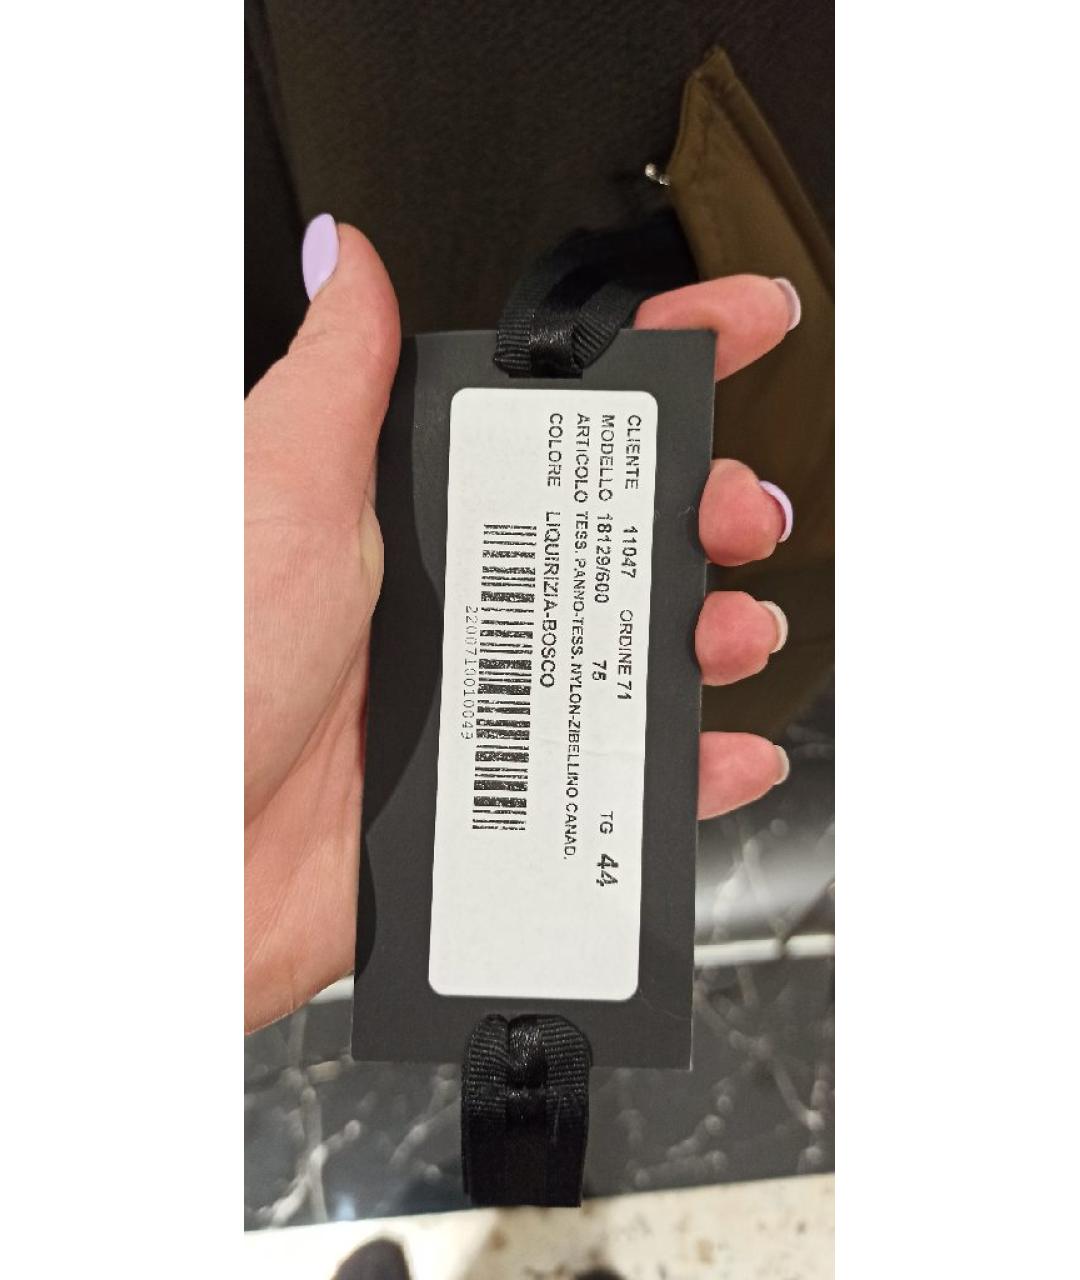 CLIENTE 11047 ORDINE 71
MODELLO 18129/600 75 TG 44
ARTICOLO TESS. PANNO-TESS. NYLON-ZIBELLINO CANAD.
COLORE LIQUIRIZIA-BOSCO
2200710010049